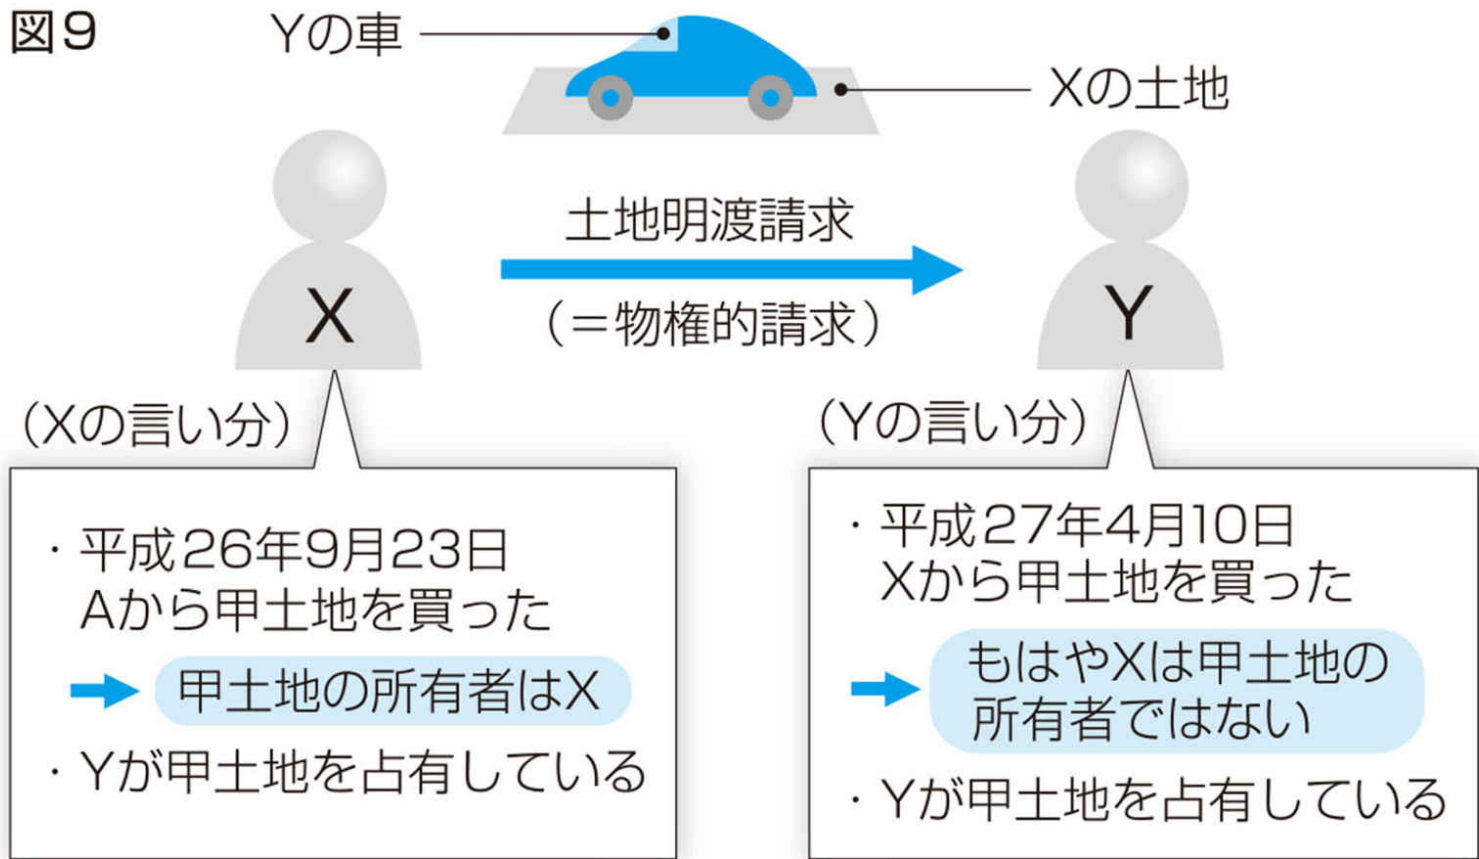 図9
Yの車
Xの土地
土地明渡請求
（＝物権的請求）
X
Y
（Xの言い分）
・平成26年9月23日
Aから甲土地を買った
甲土地の所有者はX
・Yが甲土地を占有している
（Yの言い分）
・平成27年4月10日
Xから甲土地を買った
もはやXは甲土地の
所有者ではない
・Yが甲土地を占有している